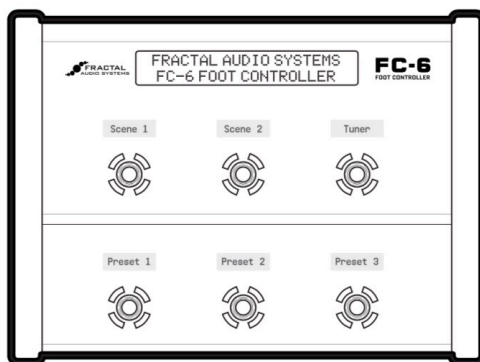 FRACTAL
AUDIO SYSTEMS
FRACTAL AUDIO SYSTEMS
FC-6 FOOT CONTROLLER
FC-6
FOOT CONTROLLER
Scene 1
Scene 2
Tuner
Preset 1
Preset 2
Preset 3